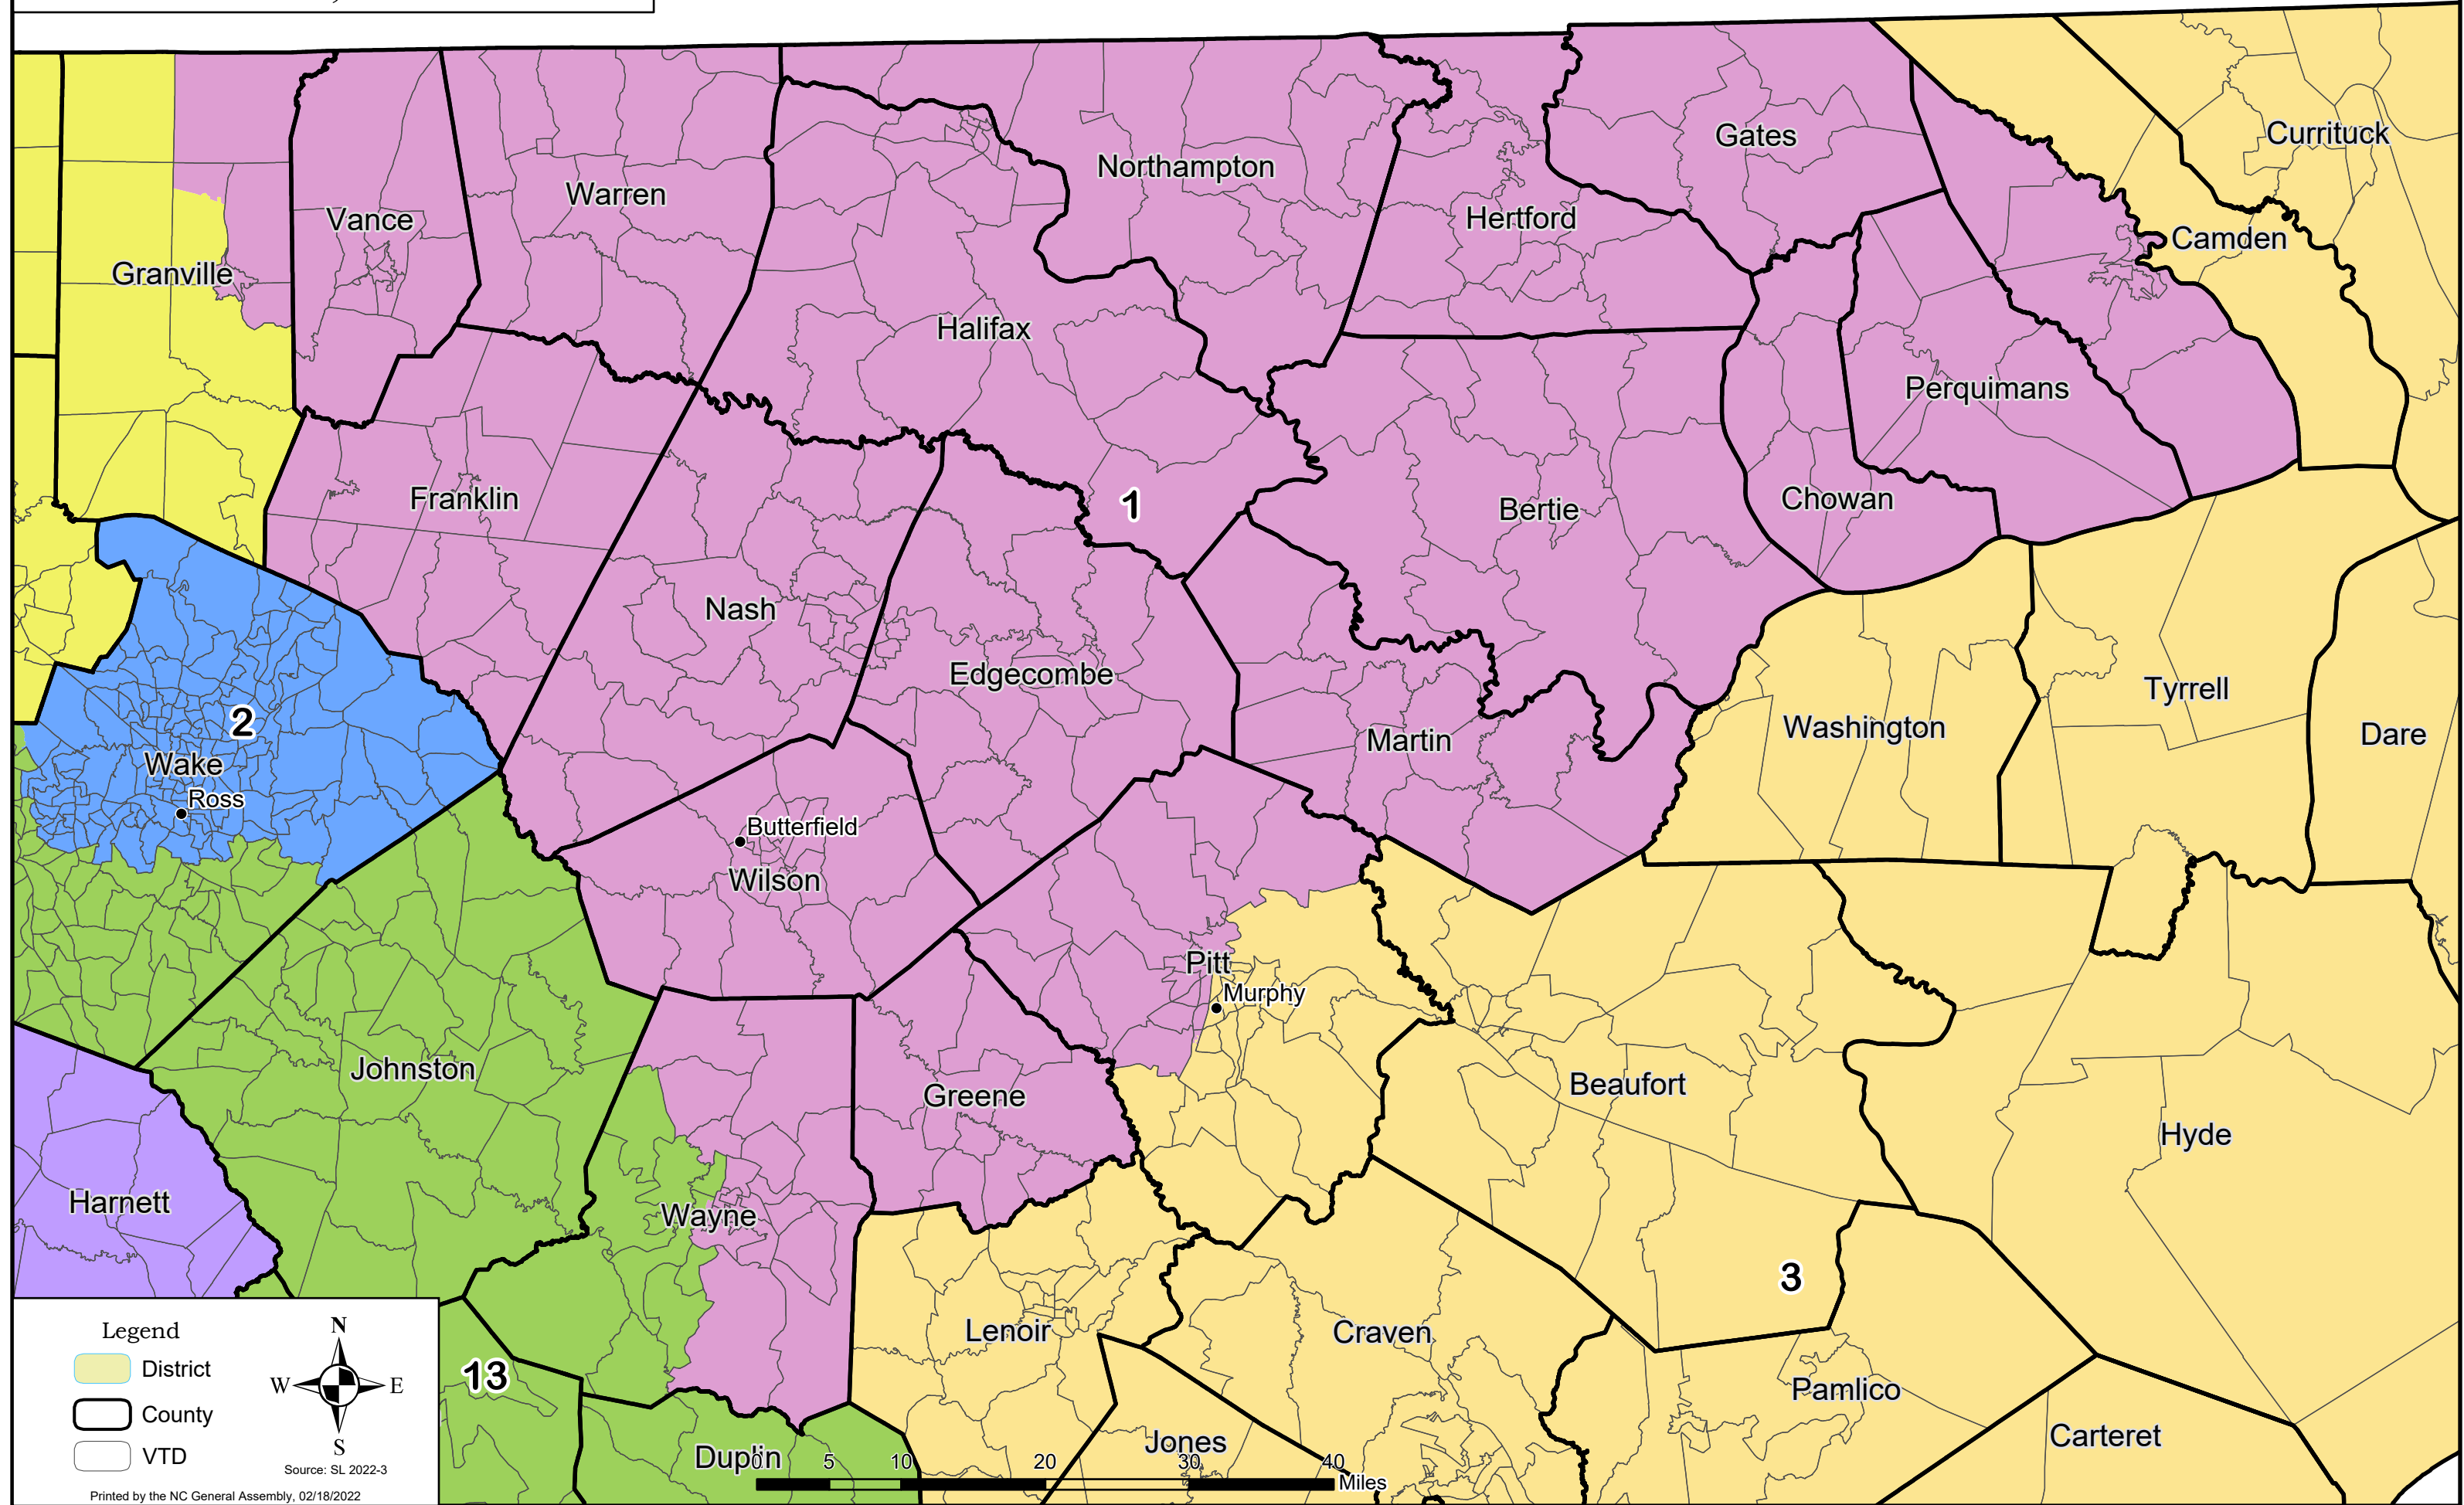 Currituck
Gates
Northampton
Warren
Vance
Hertford
Camden
Granville
Halifax
Perquimans
Franklin
1
Bertie
Chowan
Nash
Edgecombe
Tyrrell
2
Washington
Dare
Martin
Wake
Ross
Butterfield
Wilson
Pitt
Murphy
Johnston
Greene
Beaufort
Hyde
Harnett
Wayne
3
Lenoir
Craven
13
Pamlico
Jones
Carteret
Duplin
0 5 10 20 30 40
Miles
Legend
District
County
VTD
N
W E
S
Source: SL 2022-3
Printed by the NC General Assembly, 02/18/2022